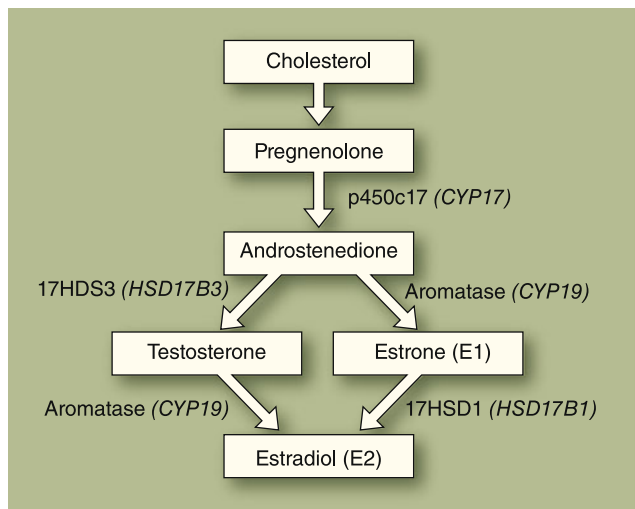 Cholesterol
Pregnenolone
p450c17 (CYP17)
Androstenedione
17HDS3 (HSD17B3)
Aromatase (CYP19)
Testosterone
Estrone (E1)
Aromatase (CYP19)
17HSD1 (HSD17B1)
Estradiol (E2)